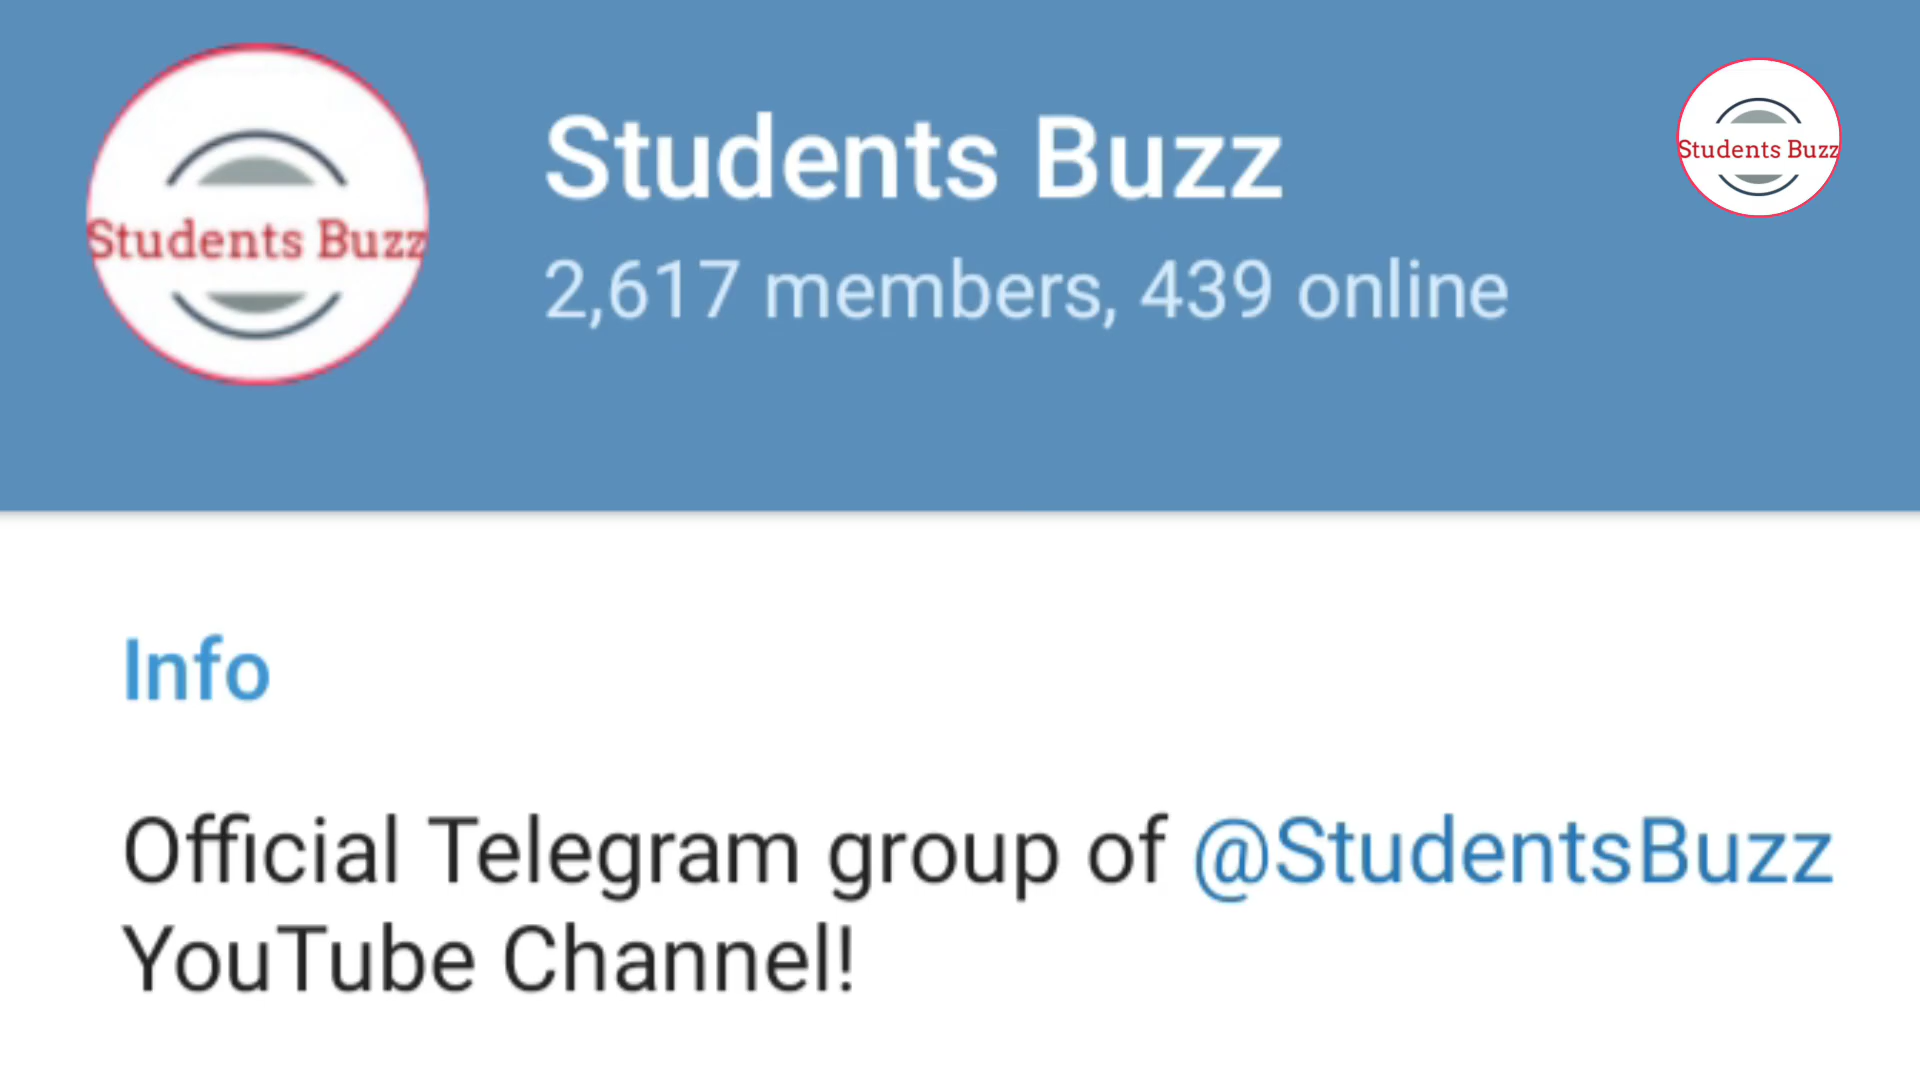 Students Buzz
Students Buzz
2,617 members, 439 online
Students Buzz
Info
Official Telegram group of @StudentsBuzz
YouTube Channel!